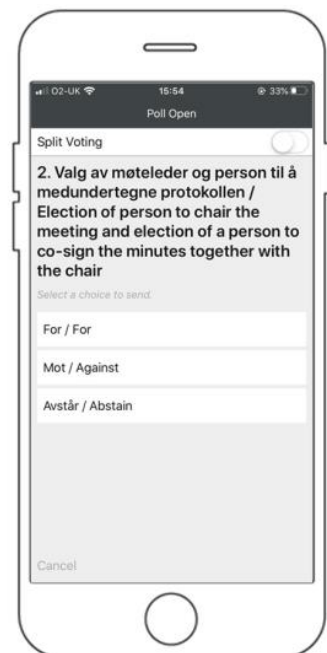 O2-UK 15:54 33%
Poll Open
Split Voting
2. Valg av møteleder og person til å
medundertegne protokollen /
Election of person to chair the
meeting and election of a person to
co-sign the minutes together with
the chair
Select a choice to send.
For / For
Mot / Against
Avstår / Abstain
Cancel